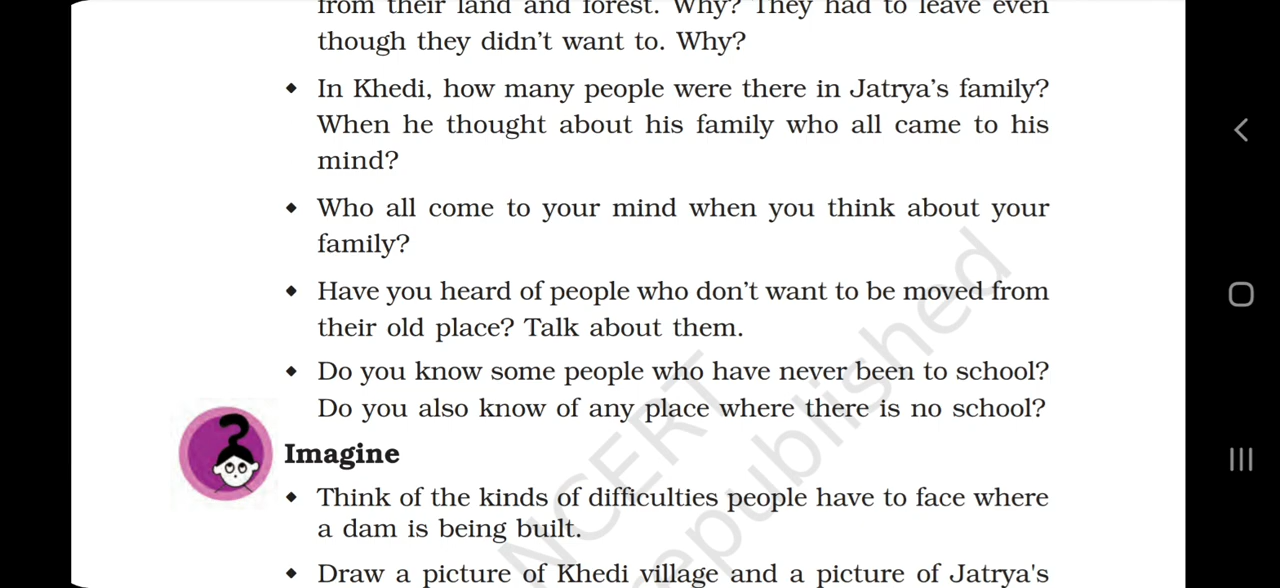 from their land and forest. Why? They had to leave even
though they didn't want to. Why?
◆ In Khedi, how many people were there in Jatrya's family?
When he thought about his family who all came to his
mind?
◆ Who all come to your mind when you think about your
family?
◆ Have you heard of people who don't want to be moved from
their old place? Talk about them.
◆ Do you know some people who have never been to school?
Do you also know of any place where there is no school?
Imagine
◆ Think of the kinds of difficulties people have to face where
a dam is being built.
◆ Draw a picture of Khedi village and a picture of Jatrya's
NCERT
republished